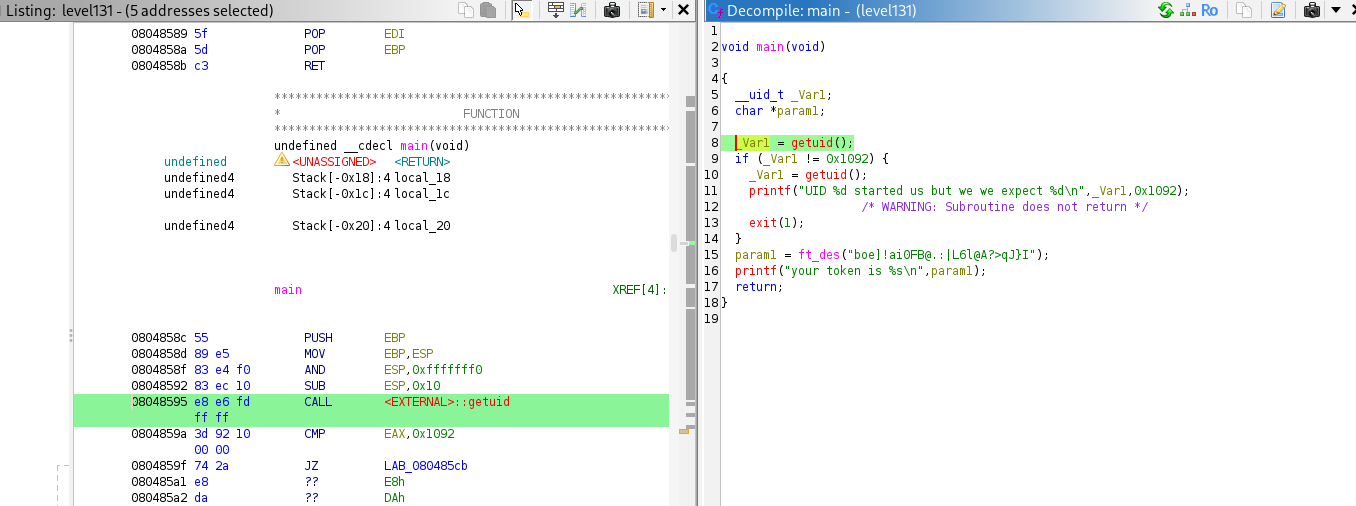 Listing: level131 - (5 addresses selected)
08048589 5f POP EDI
0804858a 5d POP EBP
0804858b c3 RET
********************************************************
* FUNCTION
********************************************************
undefined __cdecl main(void)
undefined <UNASSIGNED> <RETURN>
undefined4 Stack[-0x18]:4 local_18
undefined4 Stack[-0x1c]:4 local_1c
undefined4 Stack[-0x20]:4 local_20
main XREF[4]:
0804858c 55 PUSH EBP
0804858d 89 e5 MOV EBP,ESP
0804858f 83 e4 f0 AND ESP,0xfffffff0
08048592 83 ec 10 SUB ESP,0x10
08048595 e8 e6 fd CALL <EXTERNAL>::getuid
ff ff
0804859a 3d 92 10 CMP EAX,0x1092
00 00
0804859f 74 2a JZ LAB_080485cb
080485a1 e8 ?? E8h
080485a2 da ?? DAh
Decompile: main - (level131)
Ro
1
2 void main(void)
3
4 {
5 __uid_t _Var1;
6 char *param1;
7
8 _Var1 = getuid();
9 if (_Var1 != 0x1092) {
10 _Var1 = getuid();
11 printf("UID %d started us but we we expect %d\n",_Var1,0x1092);
12 /* WARNING: Subroutine does not return */
13 exit(1);
14 }
15 param1 = ft_des("boe]!ai0FB@.:|L6l@A?>qJ}I");
16 printf("your token is %s\n",param1);
17 return;
18 }
19